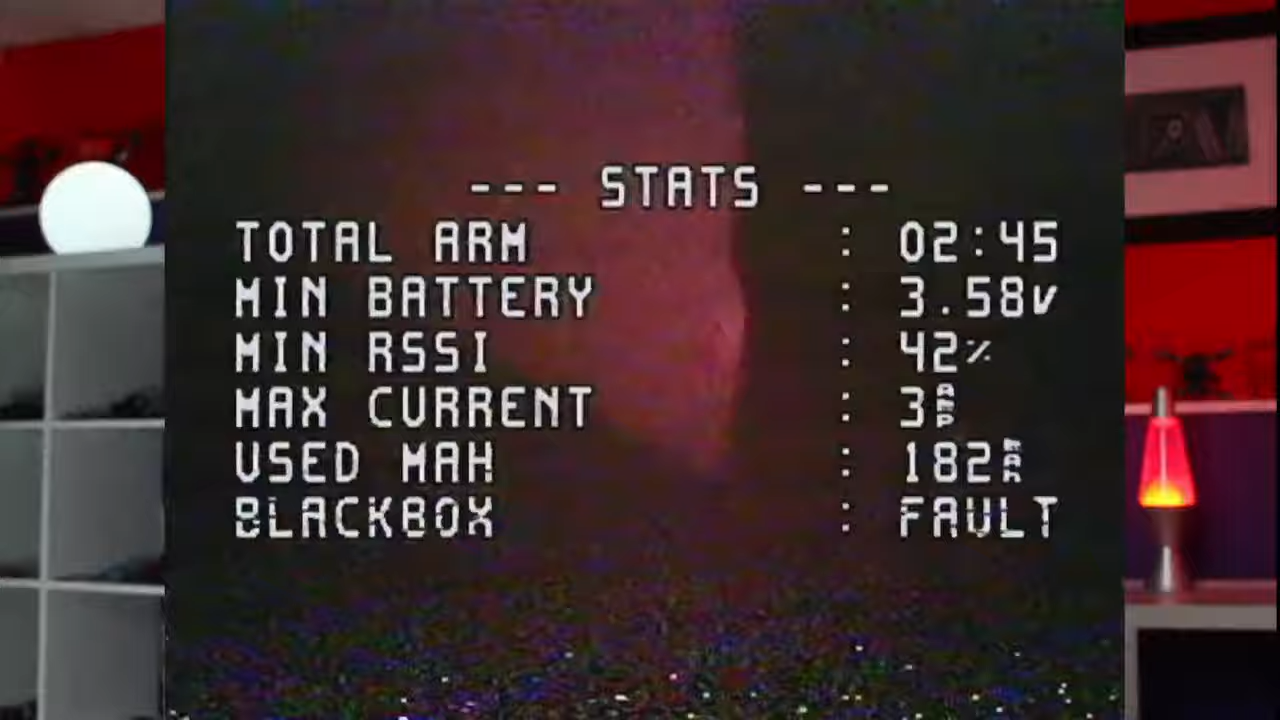 --- STATS ---
TOTAL ARM : 02:45
MIN BATTERY : 3.58V
MIN RSSI : 42%
MAX CURRENT : 3AMP
USED MAH : 182MAH
BLACKBOX : FAULT